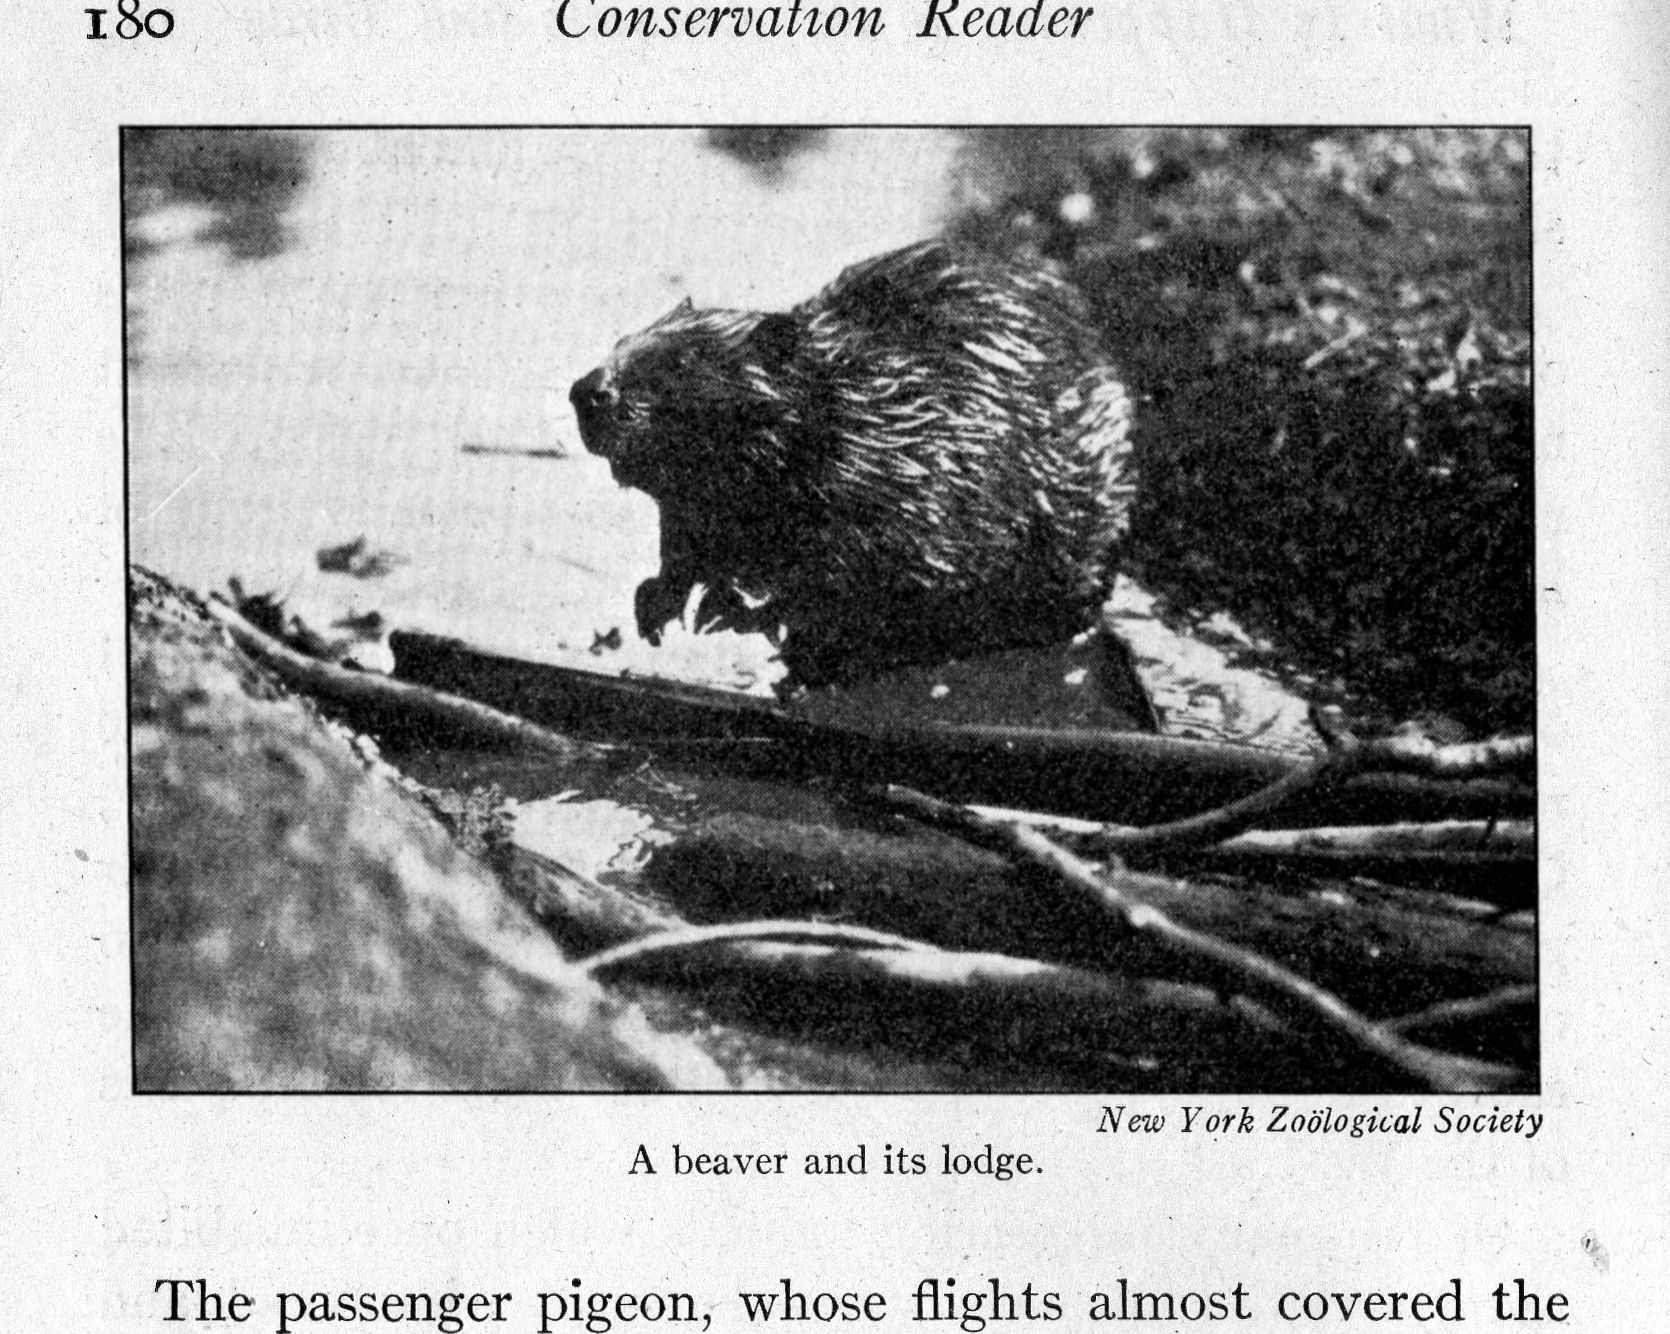 180
Conservation Reader
New York Zoölogical Society
A beaver and its lodge.
The passenger pigeon, whose flights almost covered the